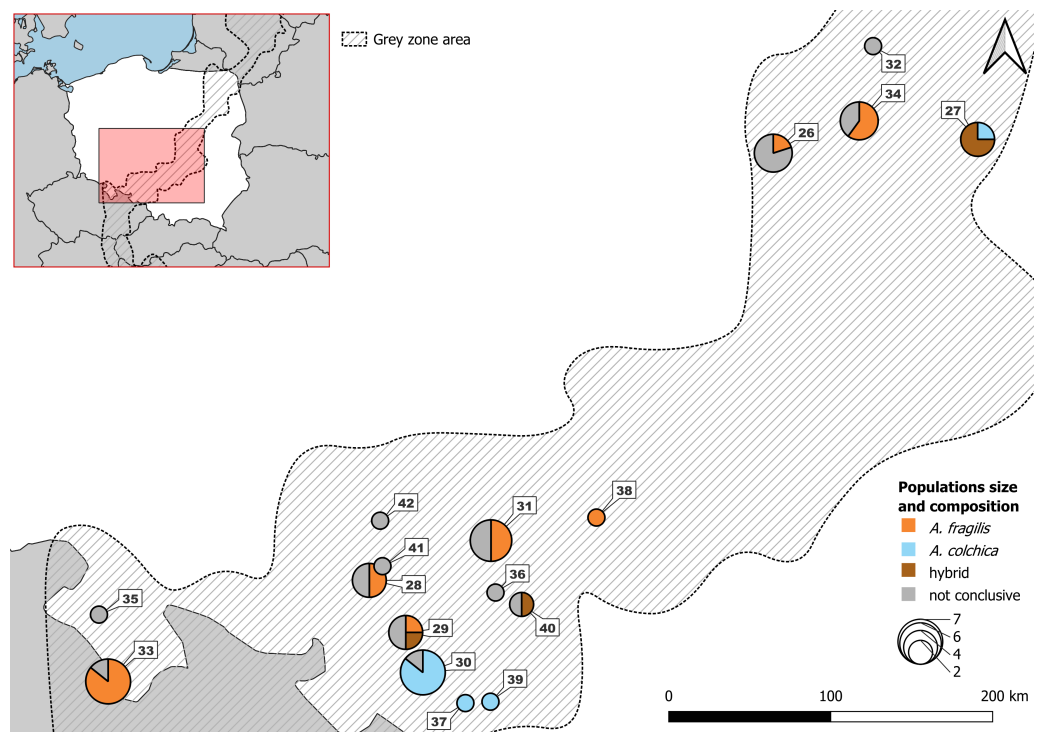 Grey zone area
32
34
27
26
38
42
31
41
36
28
35
40
29
33
30
39
37
Populations size
and composition
A. fragilis
A. colchica
hybrid
not conclusive
7
6
4
2
0
100
200 km